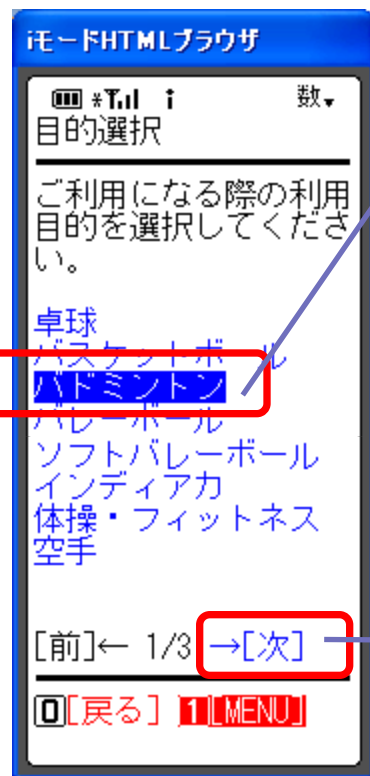 iモードHTMLブラウザ
数▼
目的選択
ご利用になる際の利用
目的を選択してくださ
い。
卓球
バスケットボール
バドミントン
バレーボール
ソフトバレーボール
インディアカ
体操・フィットネス
空手
[前]← 1/3 →[次]
0[戻る] 1[MENU]